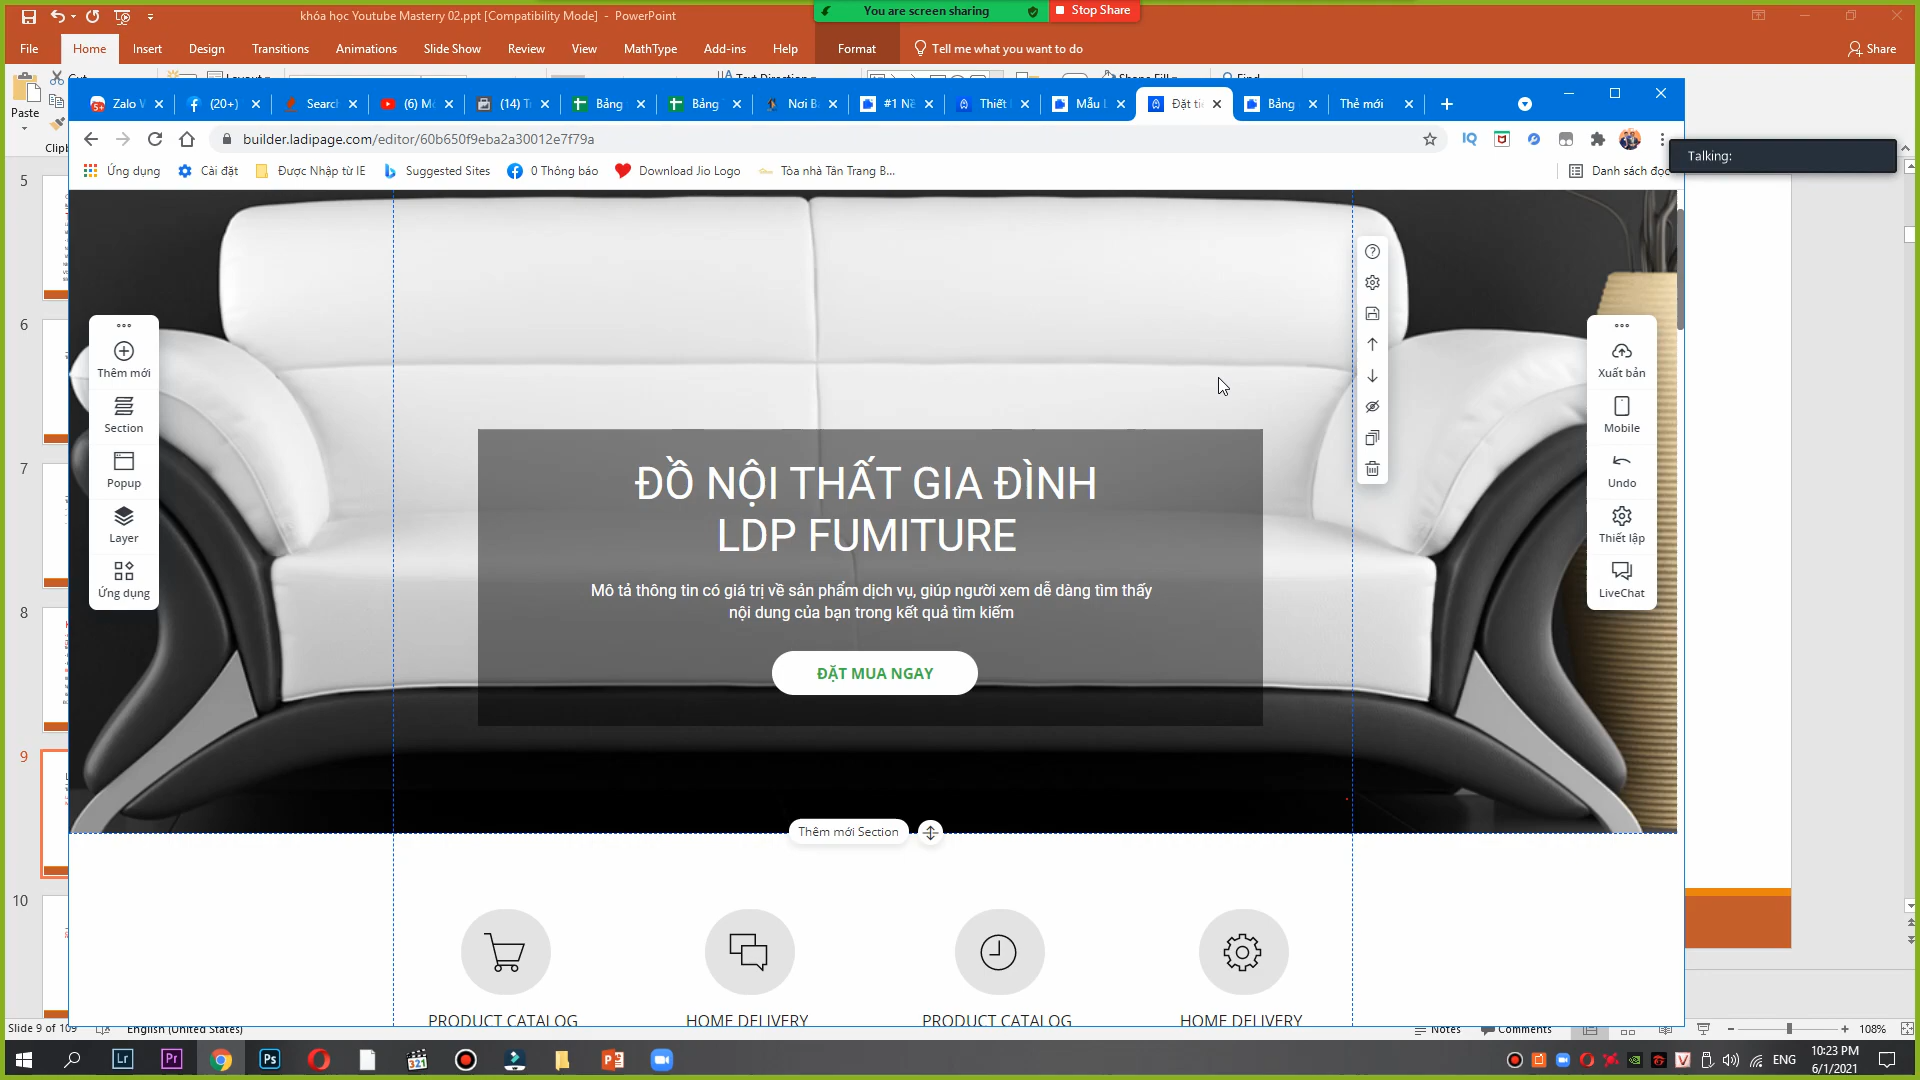 khóa học Youtube Masterry 02.ppt [Compatibility Mode] - PowerPoint
You are screen sharing
Stop Share
File
Home
Insert
Design
Transitions
Animations
Slide Show
Review
View
MathType
Add-ins
Help
Format
Tell me what you want to do
Share
Paste
Zalo
(20+)
Search
(14)
Bảng
Bảng
#1
Thiết
Mẫu
Bảng
Thẻ mới
builder.ladipage.com/editor/60b650f9eba2a30012e7f79a
Talking:
Ứng dụng
Cài đặt
Được Nhập từ IE
Suggested Sites
0 Thông báo
Download Jio Logo
Tòa nhà Tân Trang B...
Danh sách đọc
5
6
7
8
9
10
Thêm mới
Section
Popup
Layer
Ứng dụng
Xuất bản
Mobile
Undo
Thiết lập
LiveChat
ĐỒ NỘI THẤT GIA ĐÌNH
LDP FUMITURE
Mô tả thông tin có giá trị về sản phẩm dịch vụ, giúp người xem dễ dàng tìm thấy
nội dung của bạn trong kết quả tìm kiếm
ĐẶT MUA NGAY
Thêm mới Section
PRODUCT CATALOG
HOME DELIVERY
PRODUCT CATALOG
HOME DELIVERY
Slide 9 of 109
English (United States)
Notes
Comments
108%
Lr
Pr
Ps
ENG
10:23 PM
6/1/2021